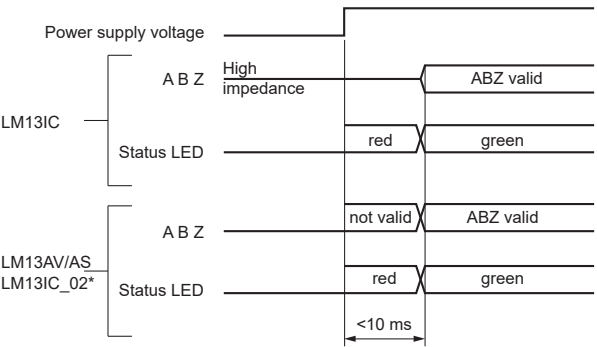 Power supply voltage
A B Z
High
impedance
ABZ valid
LM13IC
Status LED
red
green
A B Z
not valid
ABZ valid
LM13AV/AS
LM13IC_02*
Status LED
red
green
<10 ms